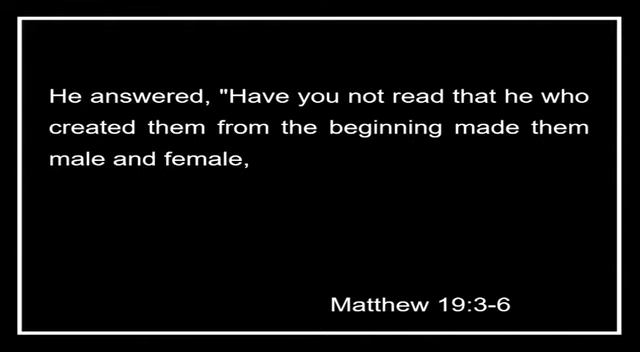 He answered, "Have you not read that he who
created them from the beginning made them
male and female,
Matthew 19:3-6